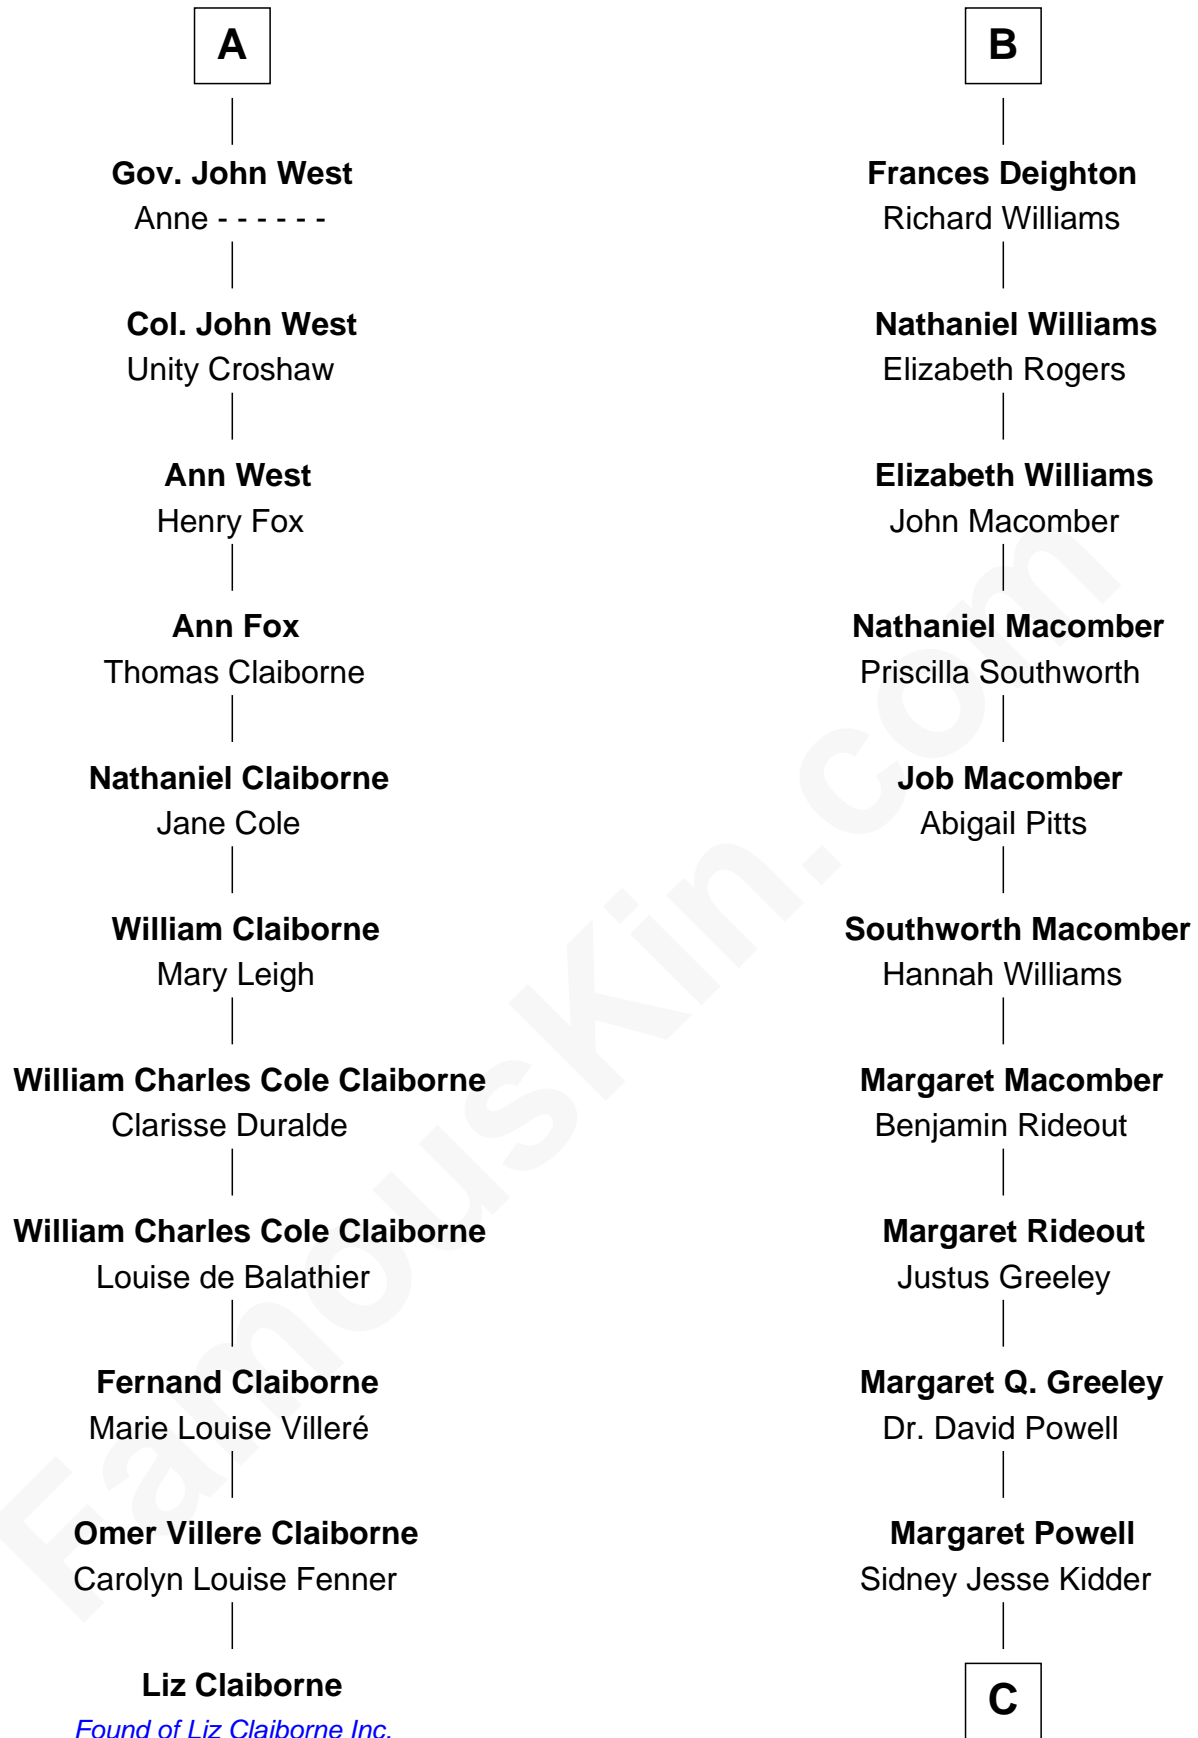 A
Gov. John West
Anne - - - - - -
Col. John West
Unity Croshaw
Ann West
Henry Fox
Ann Fox
Thomas Claiborne
Nathaniel Claiborne
Jane Cole
William Claiborne
Mary Leigh
William Charles Cole Claiborne
Clarisse Duralde
William Charles Cole Claiborne
Louise de Balathier
Fernand Claiborne
Marie Louise Villeré
Omer Villere Claiborne
Carolyn Louise Fenner
Liz Claiborne
Found of Liz Claiborne Inc.
B
Frances Deighton
Richard Williams
Nathaniel Williams
Elizabeth Rogers
Elizabeth Williams
John Macomber
Nathaniel Macomber
Priscilla Southworth
Job Macomber
Abigail Pitts
Southworth Macomber
Hannah Williams
Margaret Macomber
Benjamin Rideout
Margaret Rideout
Justus Greeley
Margaret Q. Greeley
Dr. David Powell
Margaret Powell
Sidney Jesse Kidder
C
FamousKin.com